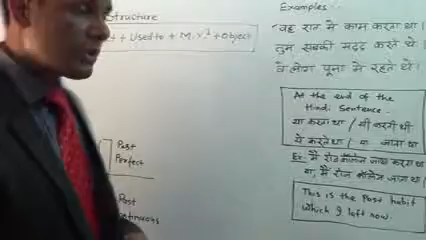 Structure
+ Used to + M.V¹ + Object
Past
Perfect
Past
Continuous
Examples..
वह रात मे काम करता था।
तुम सबकी मदद करते थे।
वे लोग पूना मे रहते थे।
At the end of the
Hindi Sentence..
या करता था / यी करती थी
ये करते था / या जाता था
Ex. मैं रोज कॉलेज जाया करता था
या, मैं रोज कॉलेज जाता था।
This is the Past habit
Which I left now.